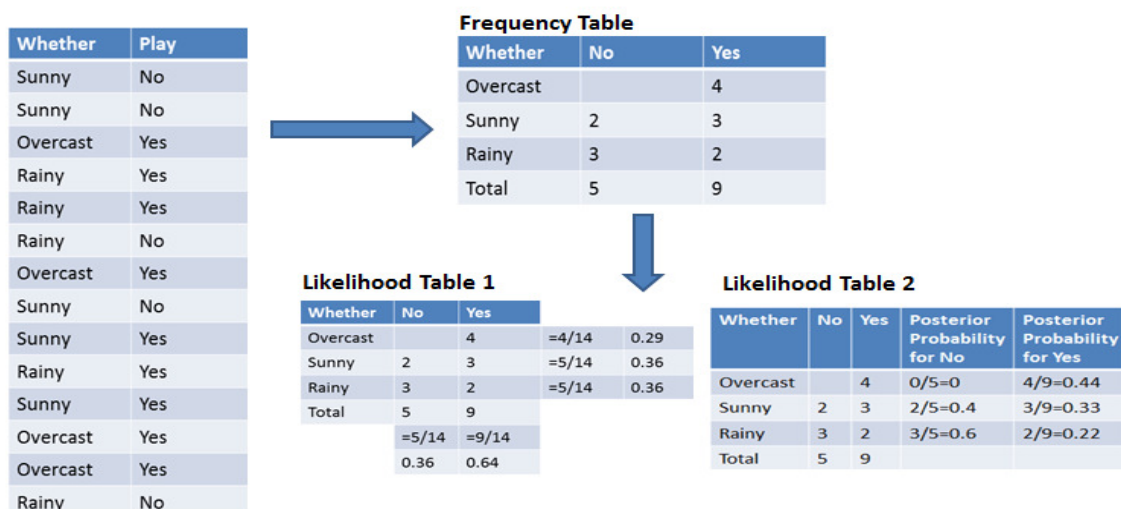 Whether Play
Sunny No
Sunny No
Overcast Yes
Rainy Yes
Rainy Yes
Rainy No
Overcast Yes
Sunny No
Sunny Yes
Rainy Yes
Sunny Yes
Overcast Yes
Overcast Yes
Rainy No
Frequency Table
Whether No Yes
Overcast 4
Sunny 2 3
Rainy 3 2
Total 5 9
Likelihood Table 1
Whether No Yes
Overcast 4 =4/14 0.29
Sunny 2 3 =5/14 0.36
Rainy 3 2 =5/14 0.36
Total 5 9
=5/14 =9/14
0.36 0.64
Likelihood Table 2
Whether No Yes Posterior Posterior
Probability Probability
for No for Yes
Overcast 4 0/5=0 4/9=0.44
Sunny 2 3 2/5=0.4 3/9=0.33
Rainy 3 2 3/5=0.6 2/9=0.22
Total 5 9